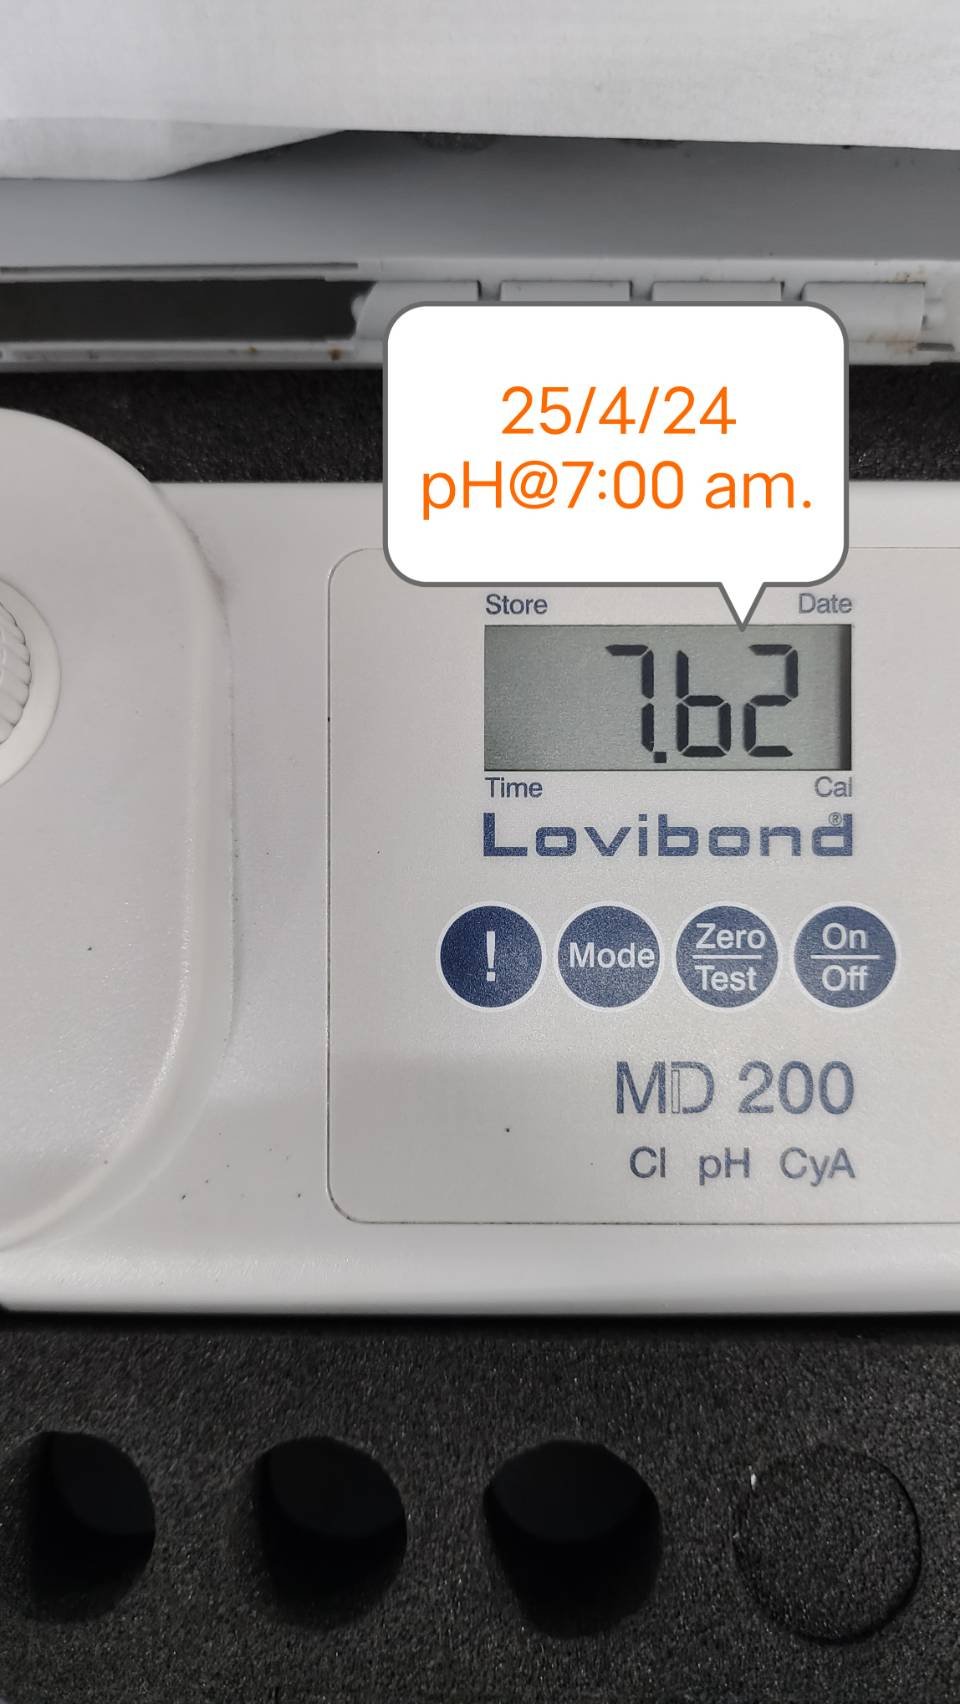 25/4/24
pH@7:00 am.
Store Date
7.62
Time Cal
Lovibond®
! Mode Zero Test On Off
MD 200
Cl pH CyA